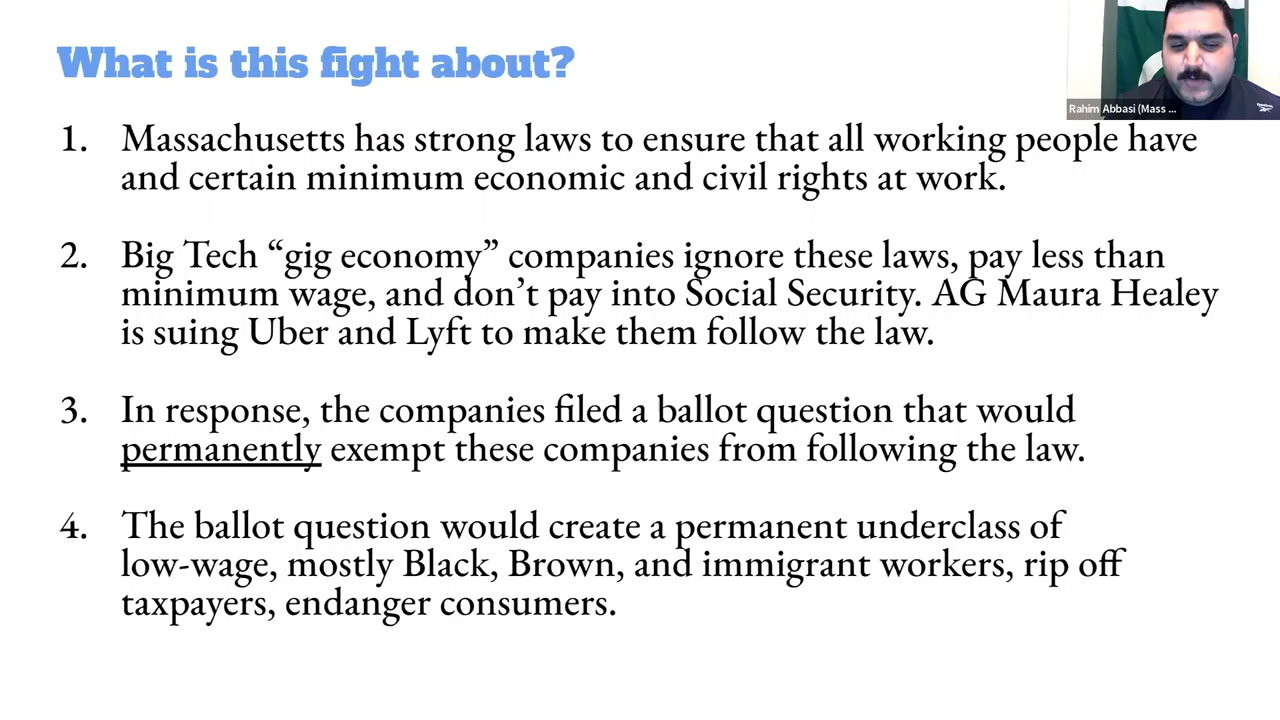 What is this fight about?
Rahim Abbasi (Mass ...
1. Massachusetts has strong laws to ensure that all working people have
and certain minimum economic and civil rights at work.
2. Big Tech “gig economy” companies ignore these laws, pay less than
minimum wage, and don’t pay into Social Security. AG Maura Healey
is suing Uber and Lyft to make them follow the law.
3. In response, the companies filed a ballot question that would
permanently exempt these companies from following the law.
4. The ballot question would create a permanent underclass of
low-wage, mostly Black, Brown, and immigrant workers, rip off
taxpayers, endanger consumers.